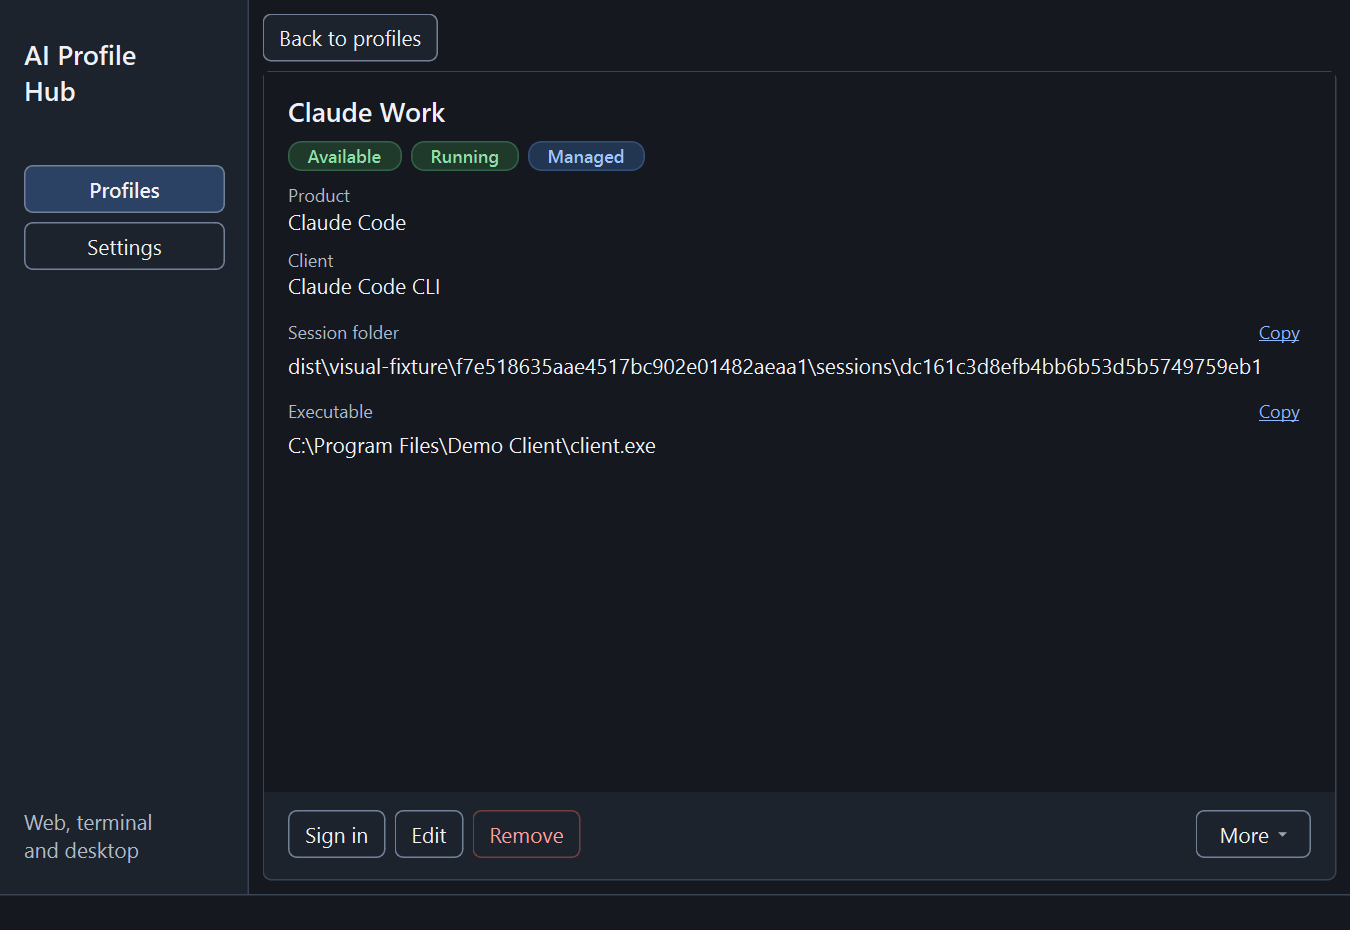 AI Profile
Hub
Profiles
Settings
Web, terminal
and desktop
Back to profiles
Claude Work
Available Running Managed
Product
Claude Code
Client
Claude Code CLI
Session folder Copy
dist\visual-fixture\f7e518635aae4517bc902e01482aeaa1\sessions\dc161c3d8efb4bb6b53d5b5749759eb1
Executable Copy
C:\Program Files\Demo Client\client.exe
Sign in Edit Remove More